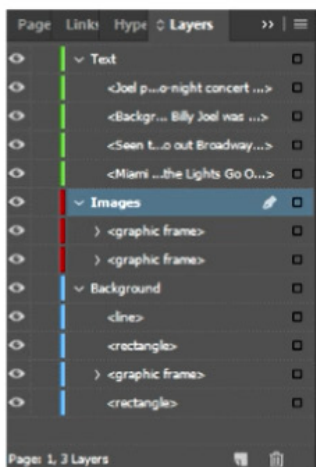 Page Links Hype Layers
Text
<Joel p...o-night concert ...>
<Backgr... Billy Joel was ...>
<Seen t...o out Broadway...>
<Miami ...the Lights Go O...>
Images
<graphic frame>
<graphic frame>
Background
<line>
<rectangle>
<graphic frame>
<rectangle>
Page: 1, 3 Layers